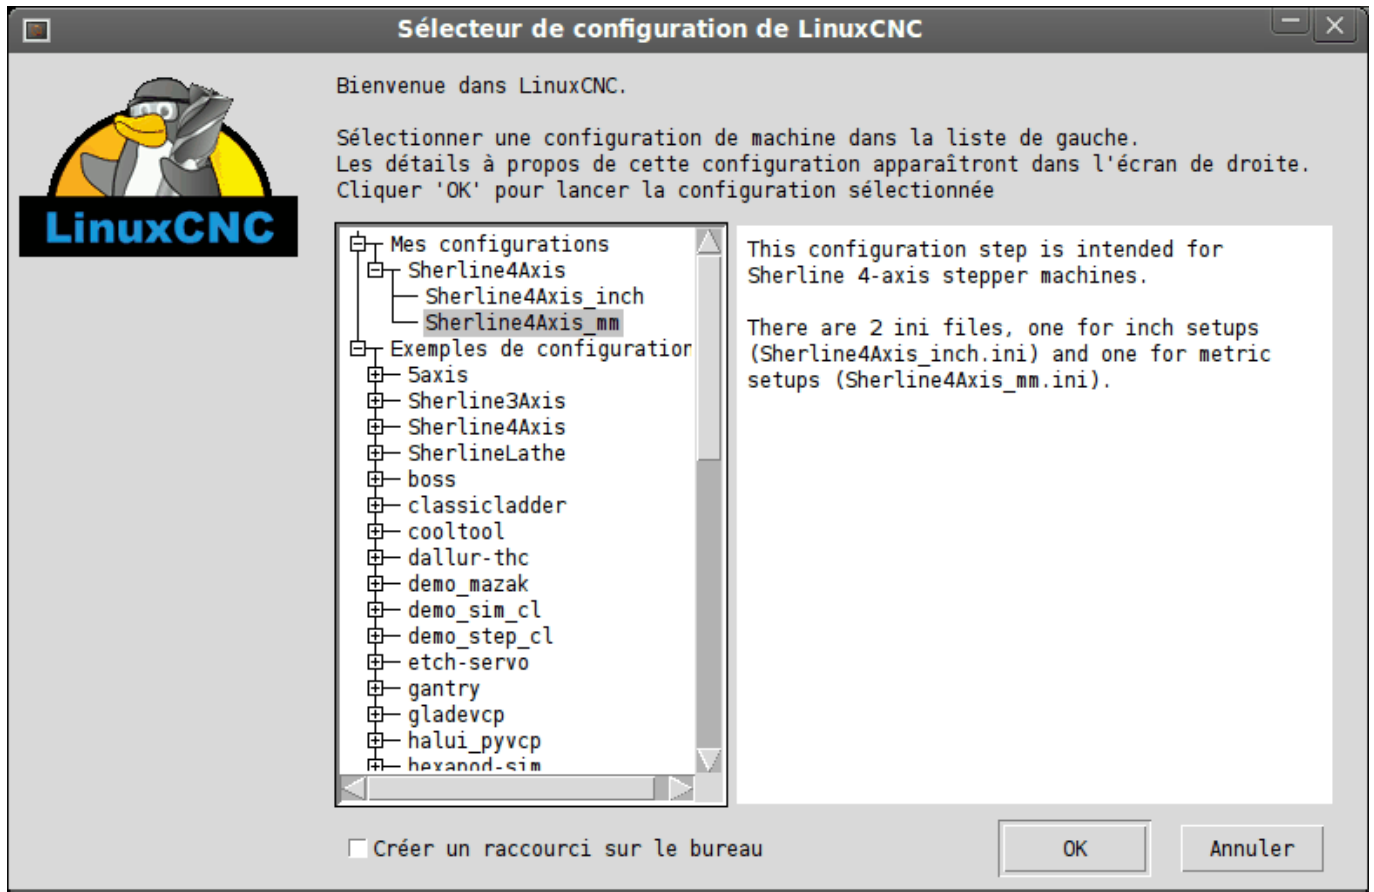 Sélecteur de configuration de LinuxCNC
LinuxCNC
Bienvenue dans LinuxCNC.
Sélectionner une configuration de machine dans la liste de gauche.
Les détails à propos de cette configuration apparaîtront dans l'écran de droite.
Cliquer 'OK' pour lancer la configuration sélectionnée
Mes configurations
Sherline4Axis
Sherline4Axis_inch
Sherline4Axis_mm
Exemples de configuration
5axis
Sherline3Axis
Sherline4Axis
SherlineLathe
boss
classicladder
cooltool
dallur-thc
demo_mazak
demo_sim_cl
demo_step_cl
etch-servo
gantry
gladevcp
halui_pyvcp
hexapod-sim
This configuration step is intended for
Sherline 4-axis stepper machines.
There are 2 ini files, one for inch setups
(Sherline4Axis_inch.ini) and one for metric
setups (Sherline4Axis_mm.ini).
Créer un raccourci sur le bureau
OK
Annuler